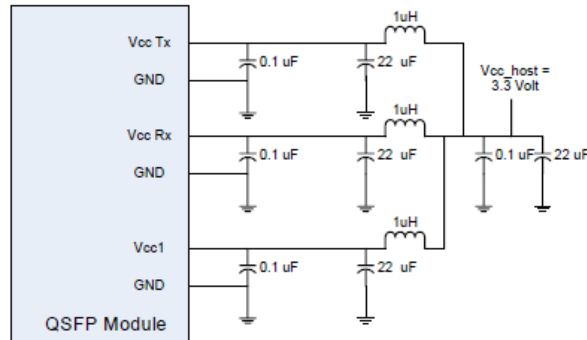 1uH
Vcc Tx
0.1 uF
22 uF
GND
Vcc_host =
3.3 Volt
1uH
Vcc Rx
0.1 uF
22 uF
0.1 uF
22 uF
GND
1uH
Vcc1
0.1 uF
22 uF
GND
QSFP Module